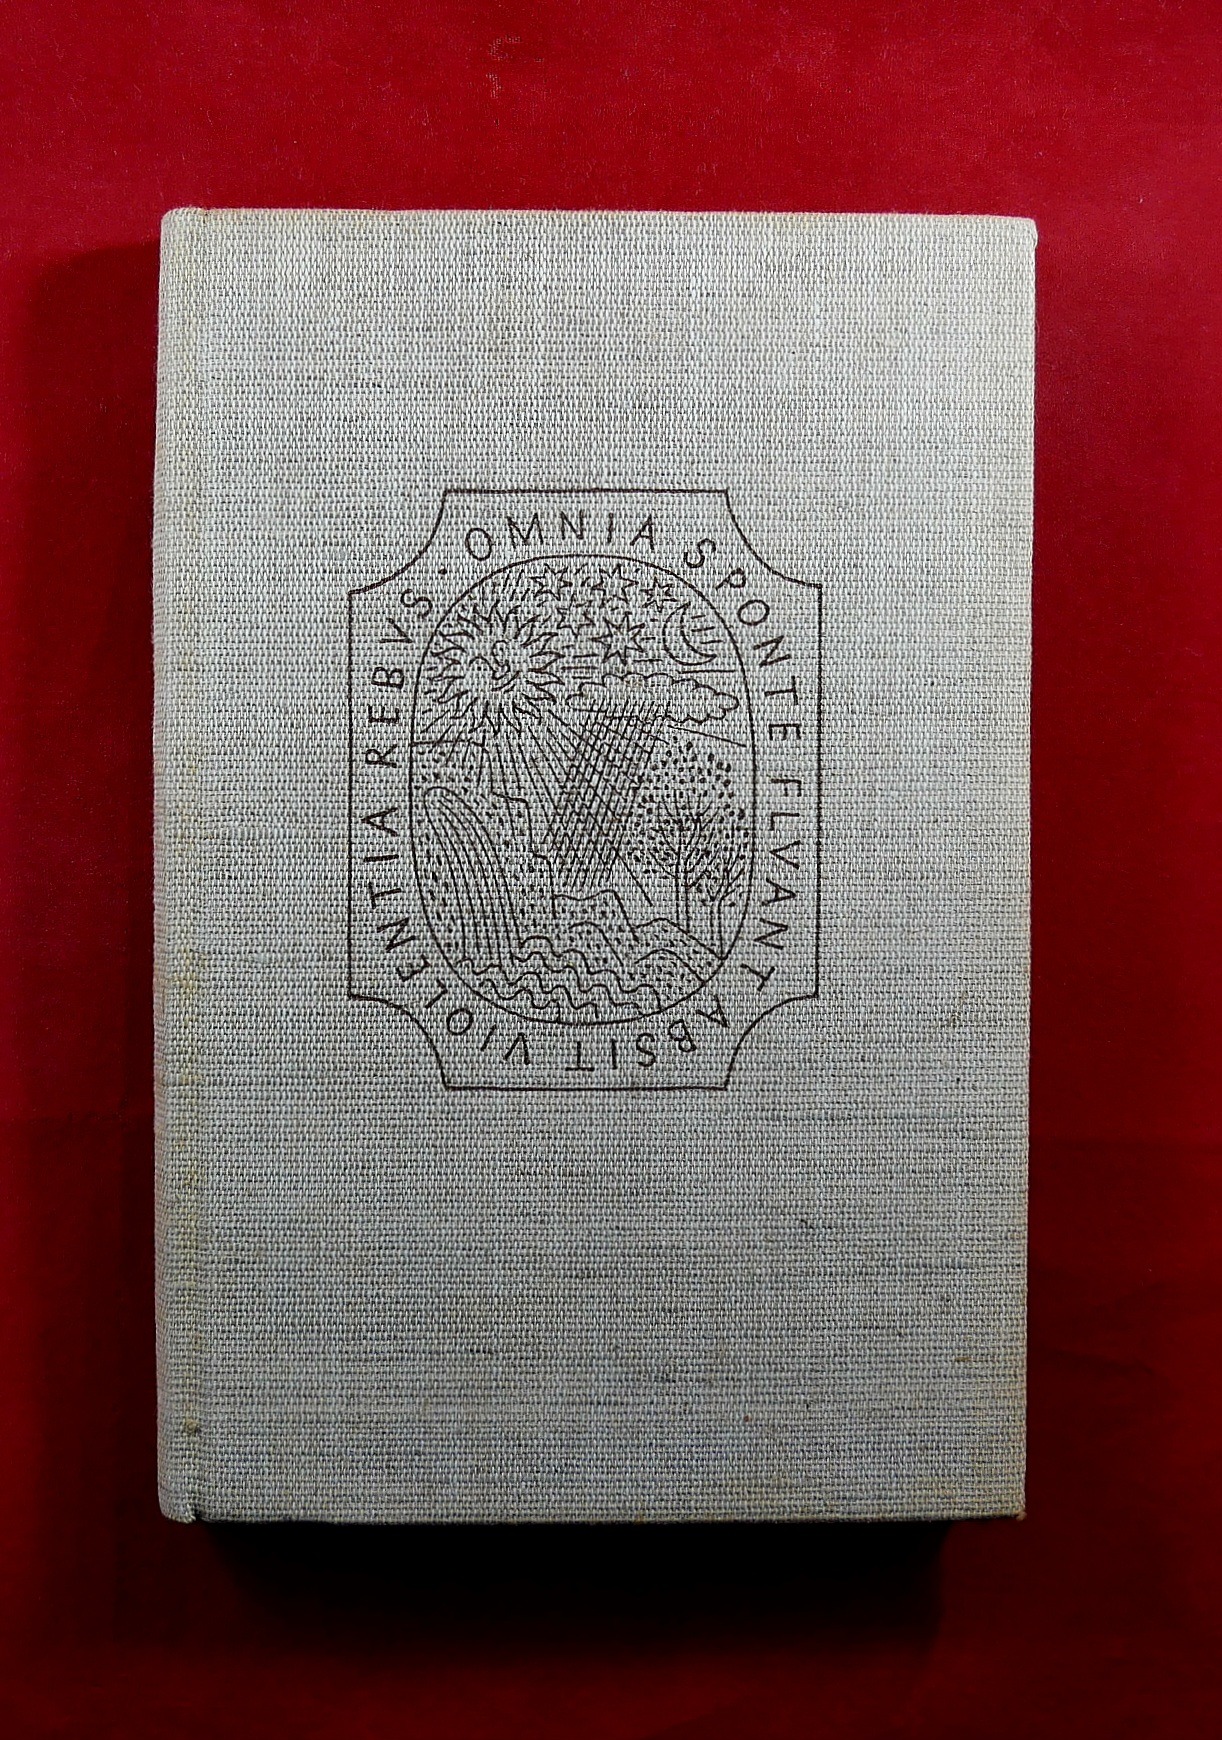 · OMNIA SPONTE FLVANT ABSIT VIOLENTIA REBVS